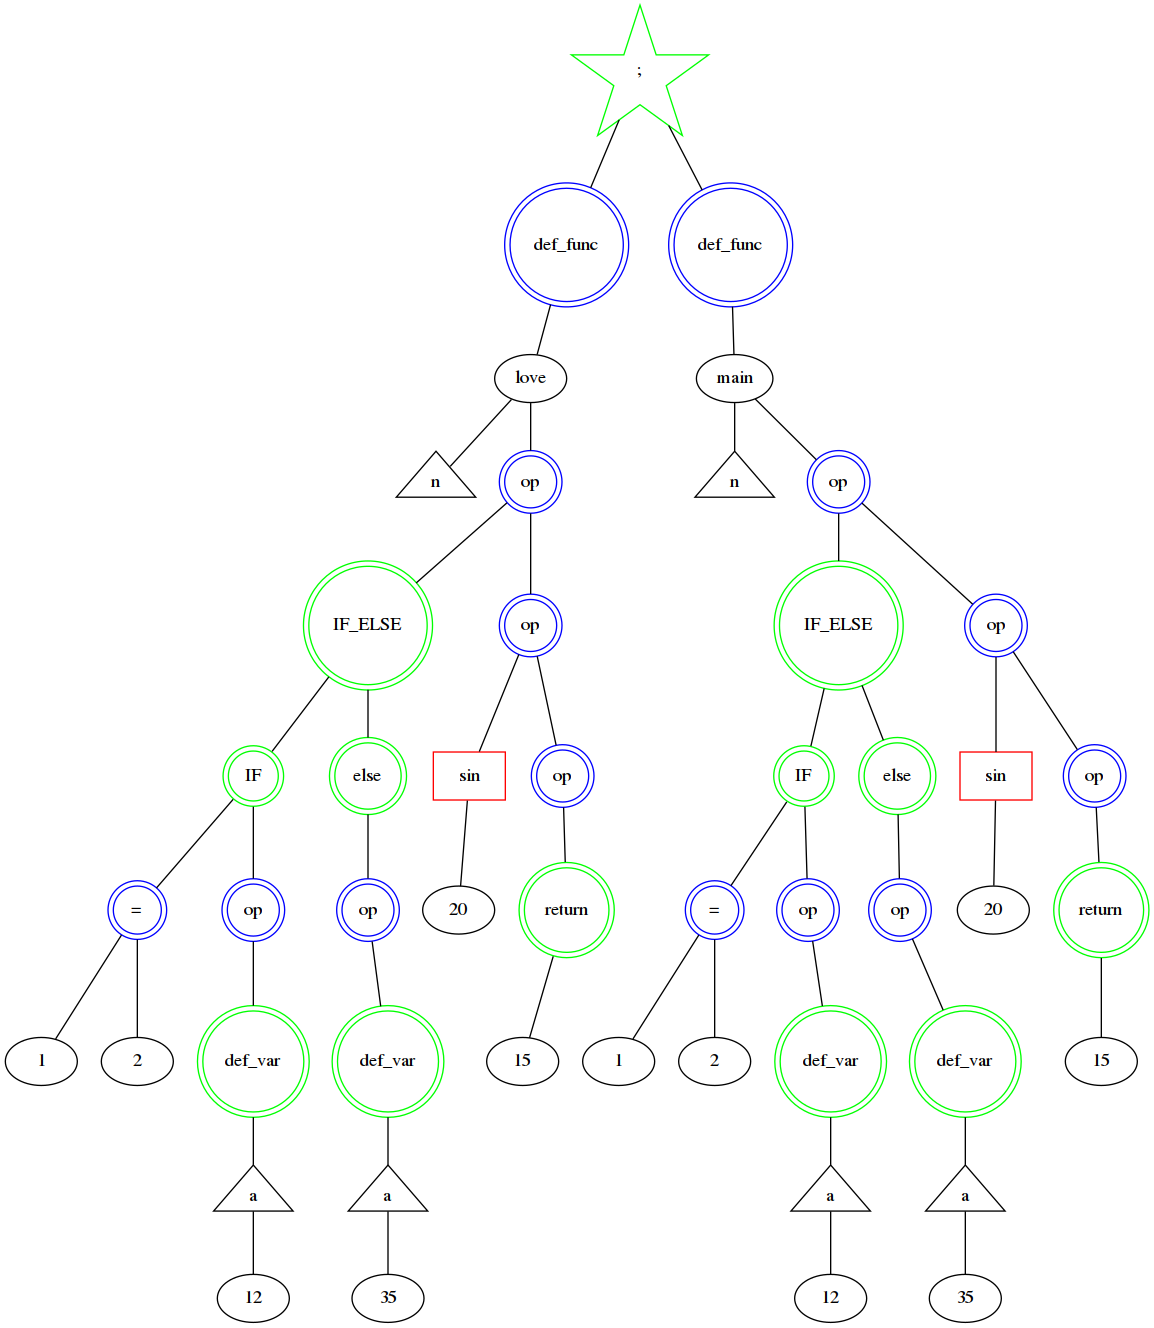 ;
def_func def_func
love main
n op n op
IF_ELSE op IF_ELSE op
IF else sin op IF else sin op
= op op 20 return = op op 20 return
1 2 def_var def_var 15 1 2 def_var def_var 15
a a a a
12 35 12 35